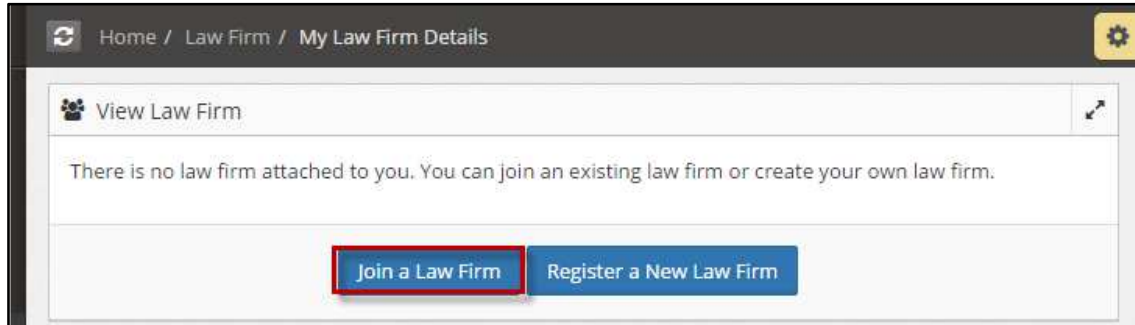 Home / Law Firm / My Law Firm Details
View Law Firm
There is no law firm attached to you. You can join an existing law firm or create your own law firm.
Join a Law Firm Register a New Law Firm